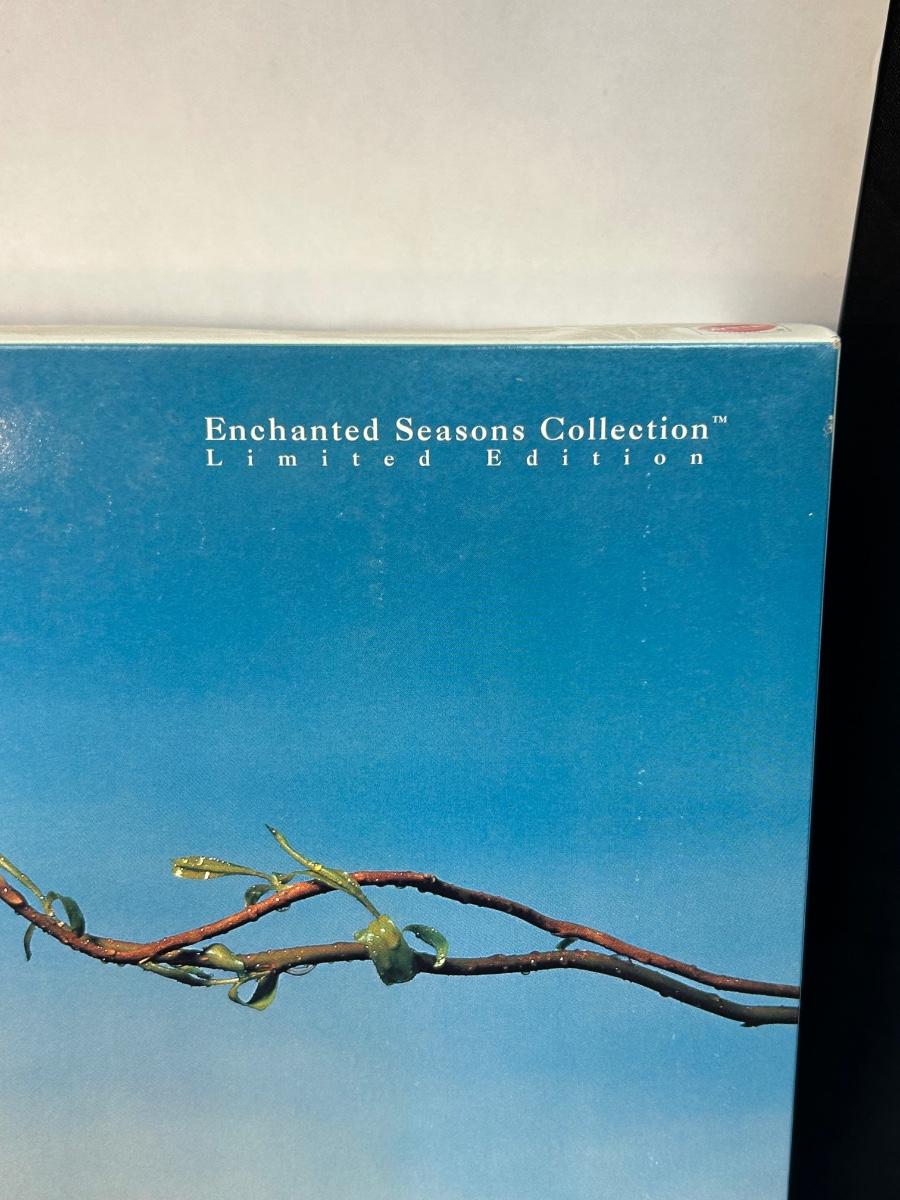 Enchanted Seasons Collection™
Limited Edition